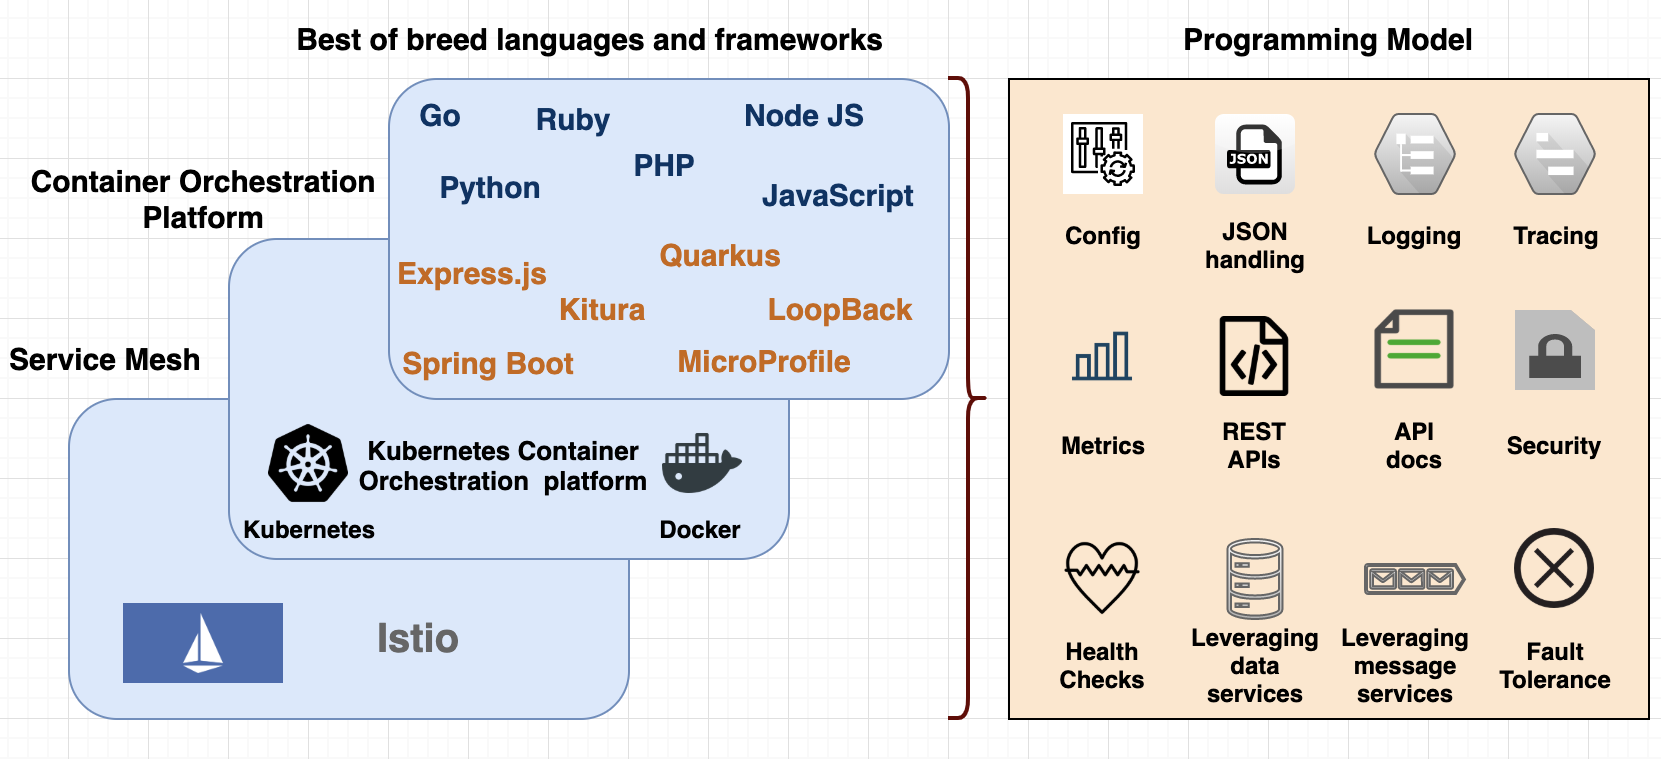 Best of breed languages and frameworks
Programming Model
Container Orchestration
Platform
Service Mesh
Go
Ruby
Node JS
PHP
Python
JavaScript
Quarkus
Express.js
Kitura
LoopBack
Spring Boot
MicroProfile
Kubernetes Container
Orchestration platform
Kubernetes
Docker
Istio
JSON
Config
JSON
handling
Logging
Tracing
Metrics
REST
APIs
API
docs
Security
Health
Checks
Leveraging
data
services
Leveraging
message
services
Fault
Tolerance